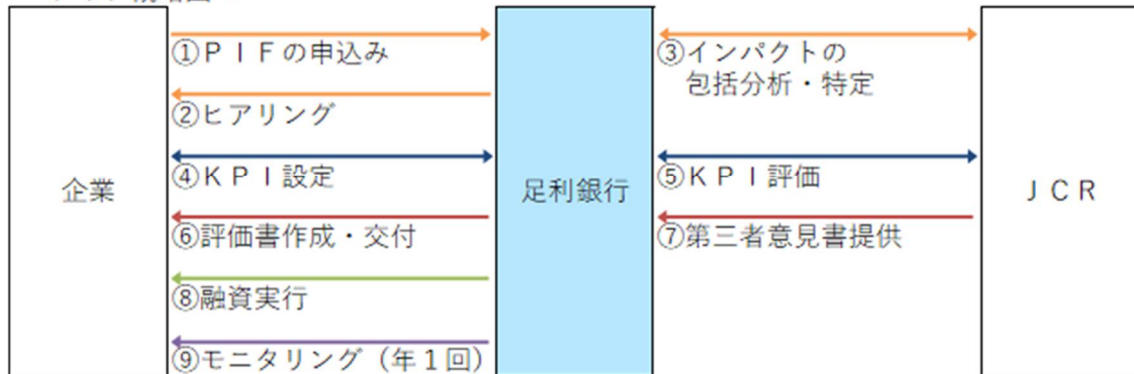 ①ＰＩＦの申込み
③インパクトの
包括分析・特定
②ヒアリング
④ＫＰＩ設定
⑤ＫＰＩ評価
企業
足利銀行
ＪＣＲ
⑥評価書作成・交付
⑦第三者意見書提供
⑧融資実行
⑨モニタリング（年１回）